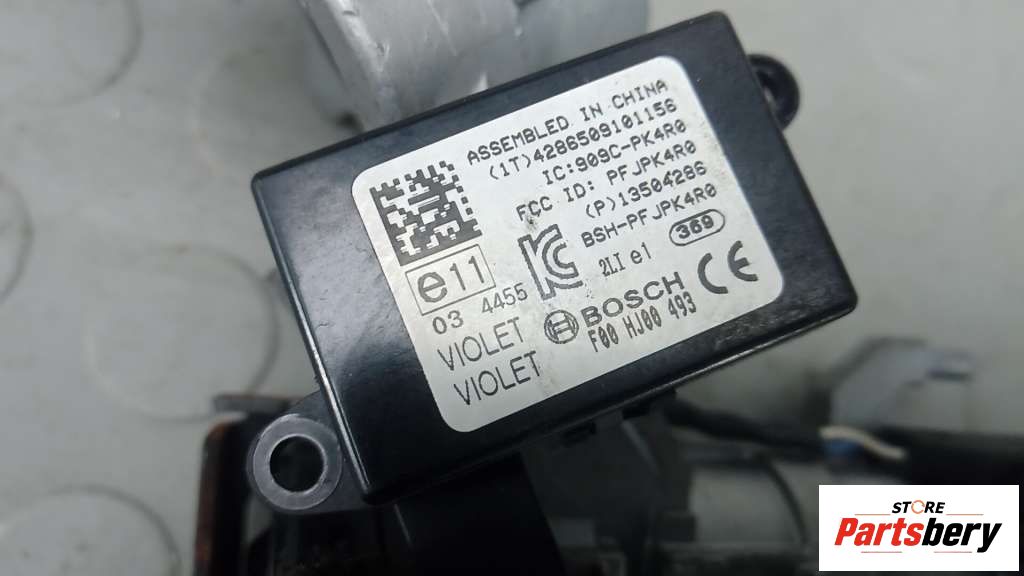 ASSEMBLED IN CHINA
(1T)4286509101156
IC:909C-PK4R0
FCC ID: PFJPK4R0
(P)13504286
BSH-PFJPK4R0
e11
03 4455
2LI e1
369
CE
VIOLET
BOSCH
VIOLET
F00 HJ00 493
STORE
Partsbery